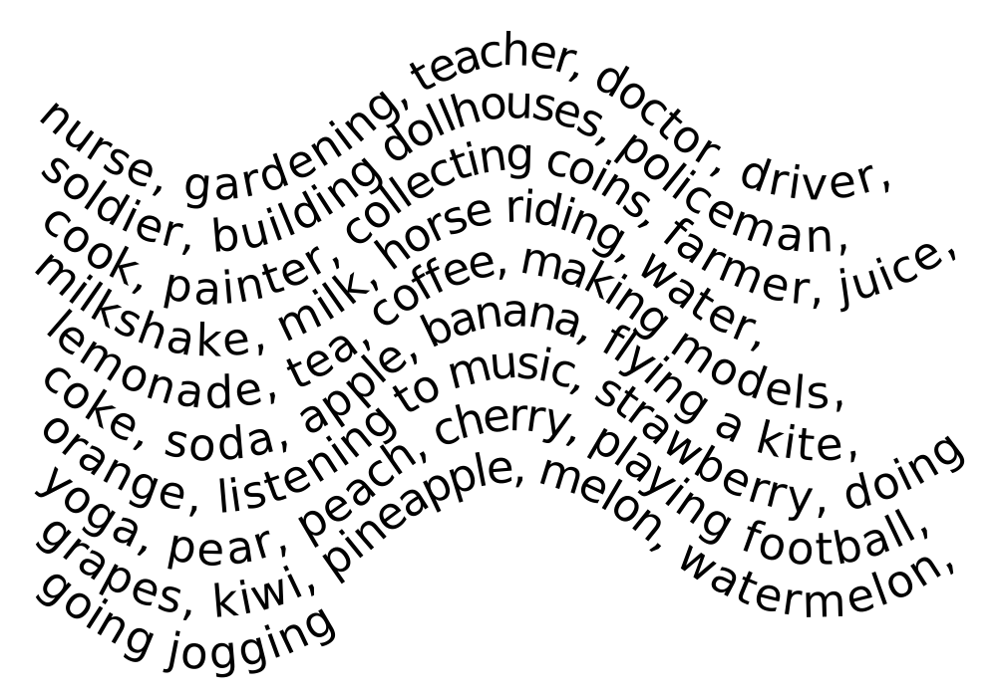 nurse, gardening, teacher, doctor, driver,
soldier, building dollhouses, policeman,
cook, painter, collecting coins, farmer, juice,
milkshake, milk, horse riding, water,
lemonade, tea, coffee, making models,
coke, soda, apple, banana, flying a kite,
orange, listening to music, strawberry, doing
yoga, pear, peach, cherry, playing football,
grapes, kiwi, pineapple, melon, watermelon,
going jogging